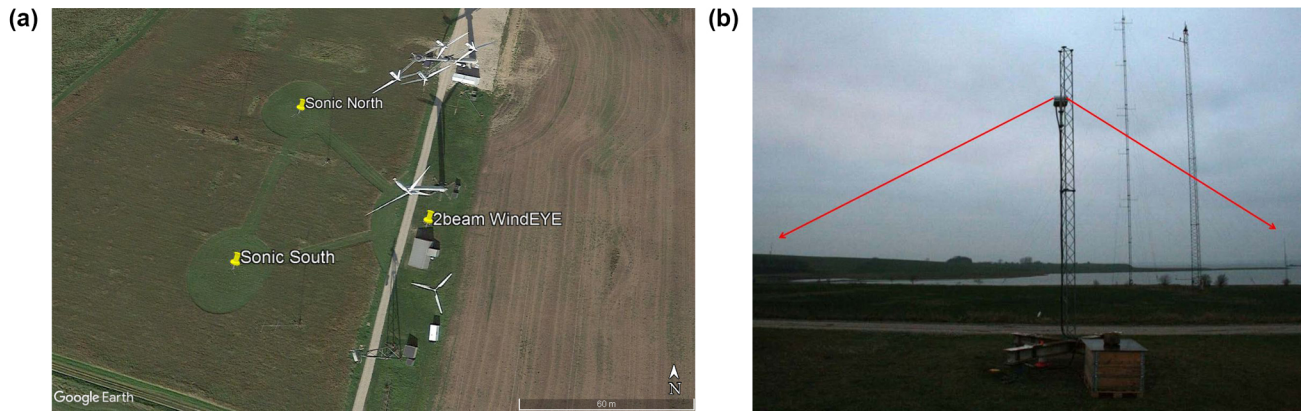 (a)
Sonic North
2beam WindEYE
Sonic South
N
Google Earth
60 m
(b)